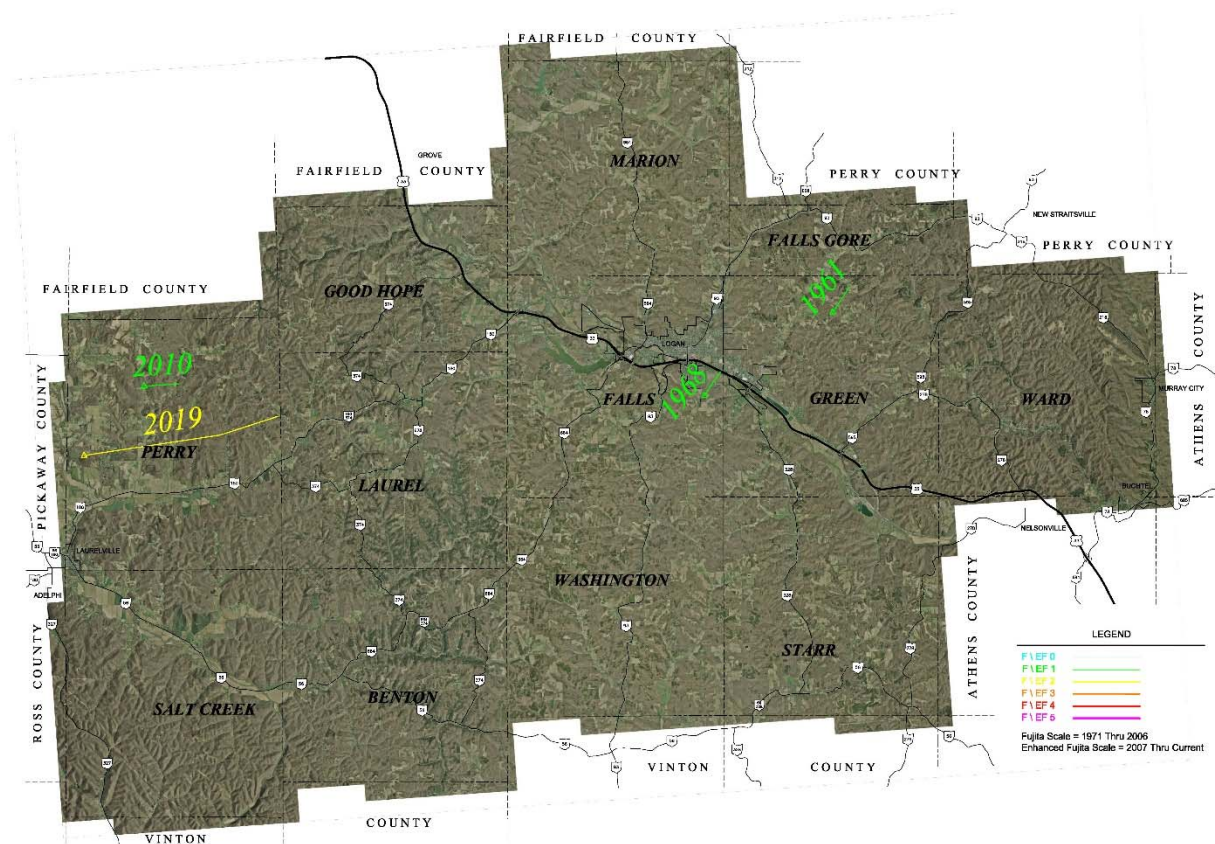 FAIRFIELD COUNTY
MARION
GROVE
FAIRFIELD COUNTY
PERRY COUNTY
NEW STRAITSVILLE
FALLS GORE
PERRY COUNTY
1961
FAIRFIELD COUNTY
GOOD HOPE
LOGAN
ATHENS COUNTY
2010
1968
MURRAY CITY
FALLS
GREEN
WARD
2019
PERRY
PICKAWAY COUNTY
LAUREL
BUCHTEL
NELSONVILLE
LAURELVILLE
ADELPHI
WASHINGTON
STARR
ATHENS COUNTY
ROSS COUNTY
SALT CREEK
BENTON
LEGEND
F \ EF 0
F \ EF 1
F \ EF 2
F \ EF 3
F \ EF 4
F \ EF 5
Fujita Scale = 1971 Thru 2006
Enhanced Fujita Scale = 2007 Thru Current
VINTON COUNTY
COUNTY
VINTON